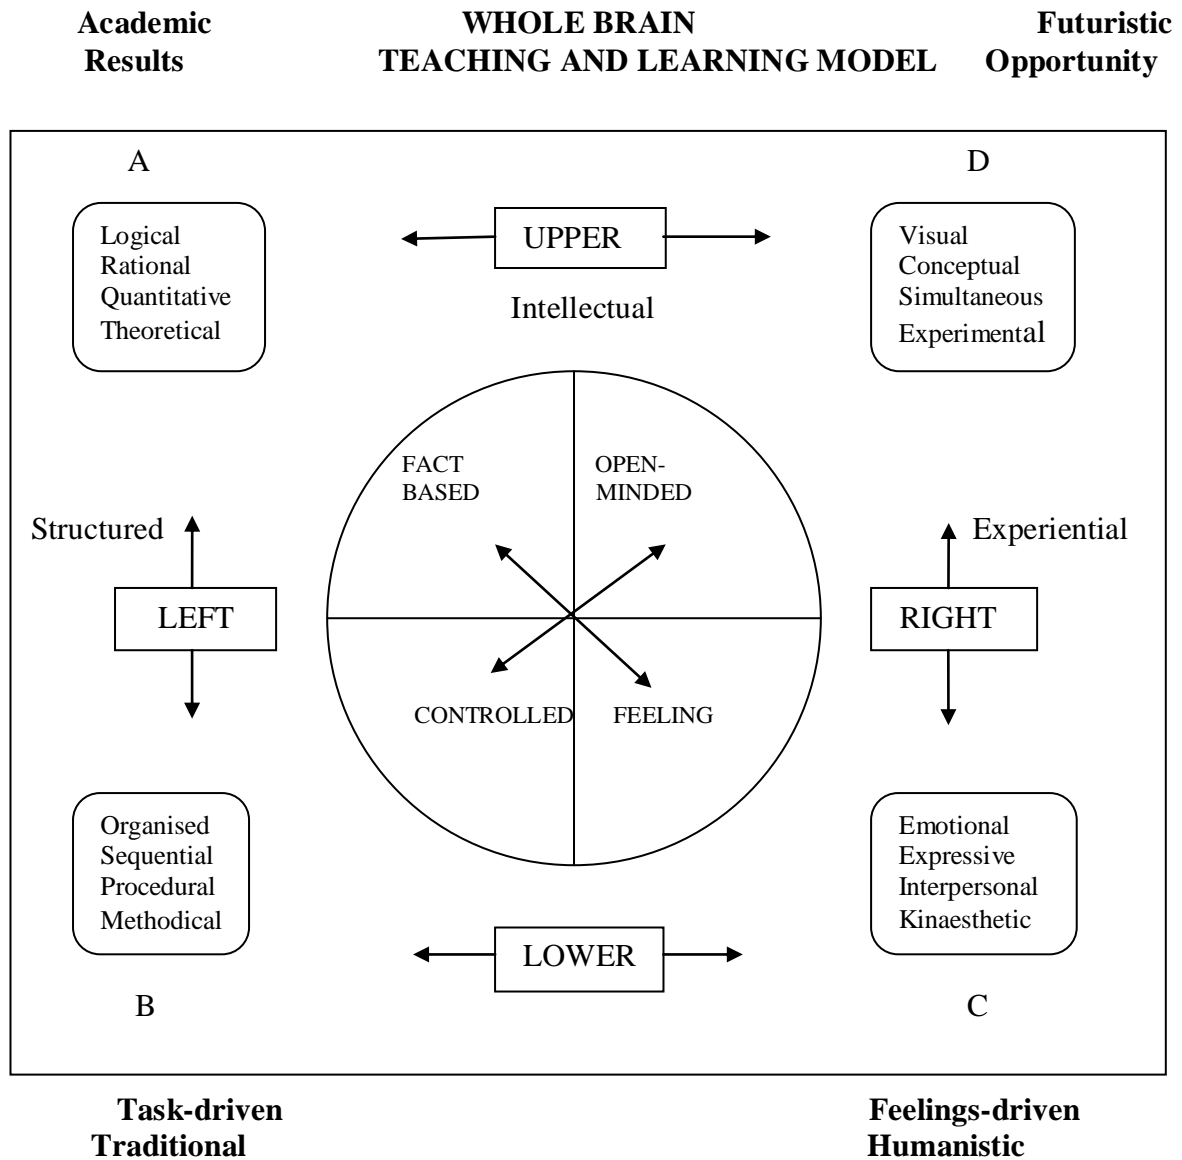 Academic WHOLE BRAIN Futuristic
Results TEACHING AND LEARNING MODEL Opportunity
A D
Logical
Rational
Quantitative
Theoretical
UPPER
Intellectual
Visual
Conceptual
Simultaneous
Experimental
FACT
BASED
OPEN-
MINDED
Structured
LEFT
Experiential
RIGHT
CONTROLLED
FEELING
Organised
Sequential
Procedural
Methodical
LOWER
Emotional
Expressive
Interpersonal
Kinaesthetic
B C
Task-driven Feelings-driven
Traditional Humanistic